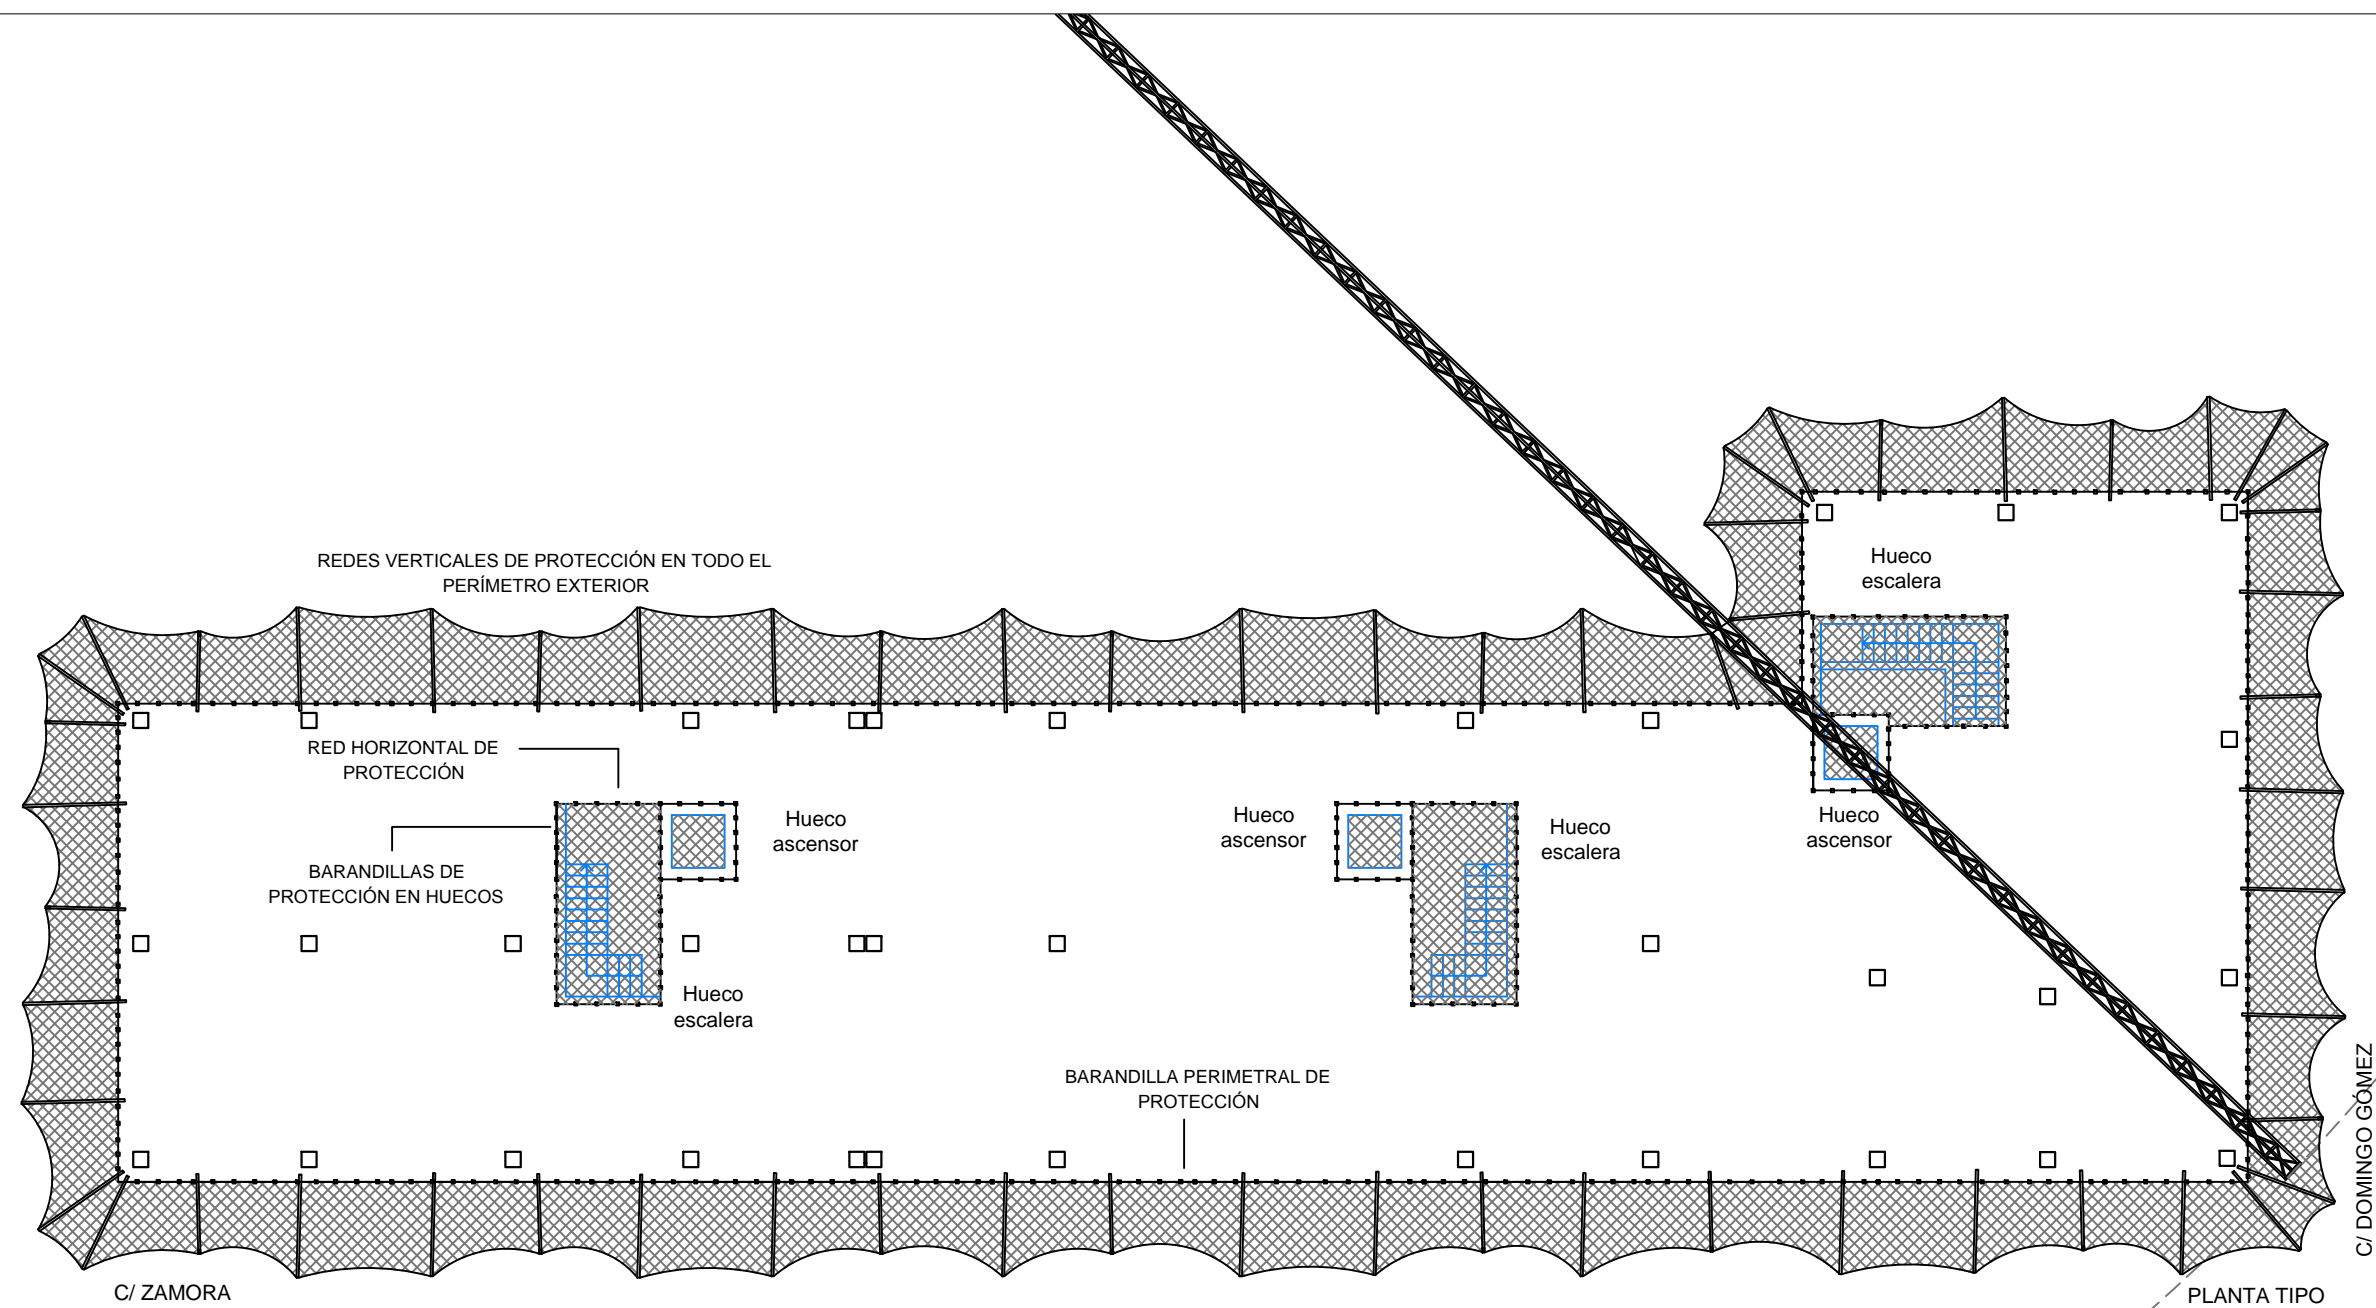 REDES VERTICALES DE PROTECCIÓN EN TODO EL
PERÍMETRO EXTERIOR
Hueco
escalera
RED HORIZONTAL DE
PROTECCIÓN
BARANDILLAS DE
PROTECCIÓN EN HUECOS
Hueco
ascensor
Hueco
escalera
Hueco
ascensor
Hueco
escalera
Hueco
ascensor
BARANDILLA PERIMETRAL DE
PROTECCIÓN
C/ DOMINGO GÓMEZ
C/ ZAMORA
PLANTA TIPO